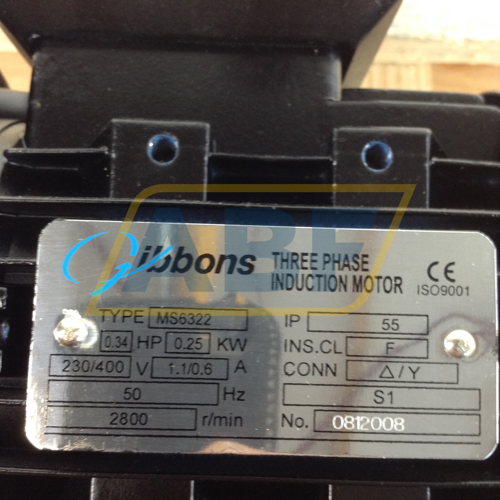 Gibbons THREE PHASE INDUCTION MOTOR CE ISO9001
TYPE MS6322 IP 55
0.34 HP 0.25 KW INS.CL F
230/400 V 1.1/0.6 A CONN △/Y
50 Hz S1
2800 r/min No. 0812008
ABE